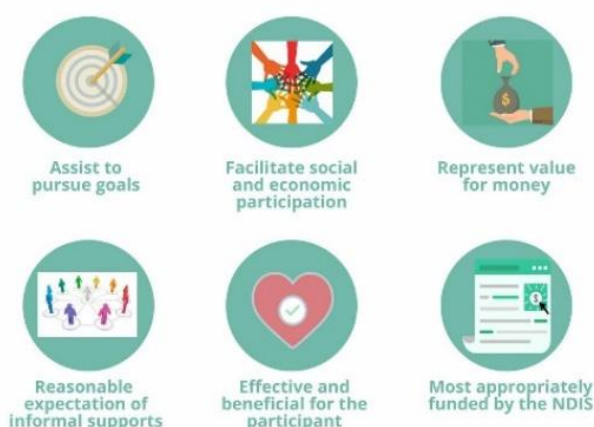 Assist to
pursue goals
Facilitate social
and economic
participation
Represent value
for money
$
Reasonable
expectation of
informal supports
Effective and
beneficial for the
participant
Most appropriately
funded by the NDIS
$